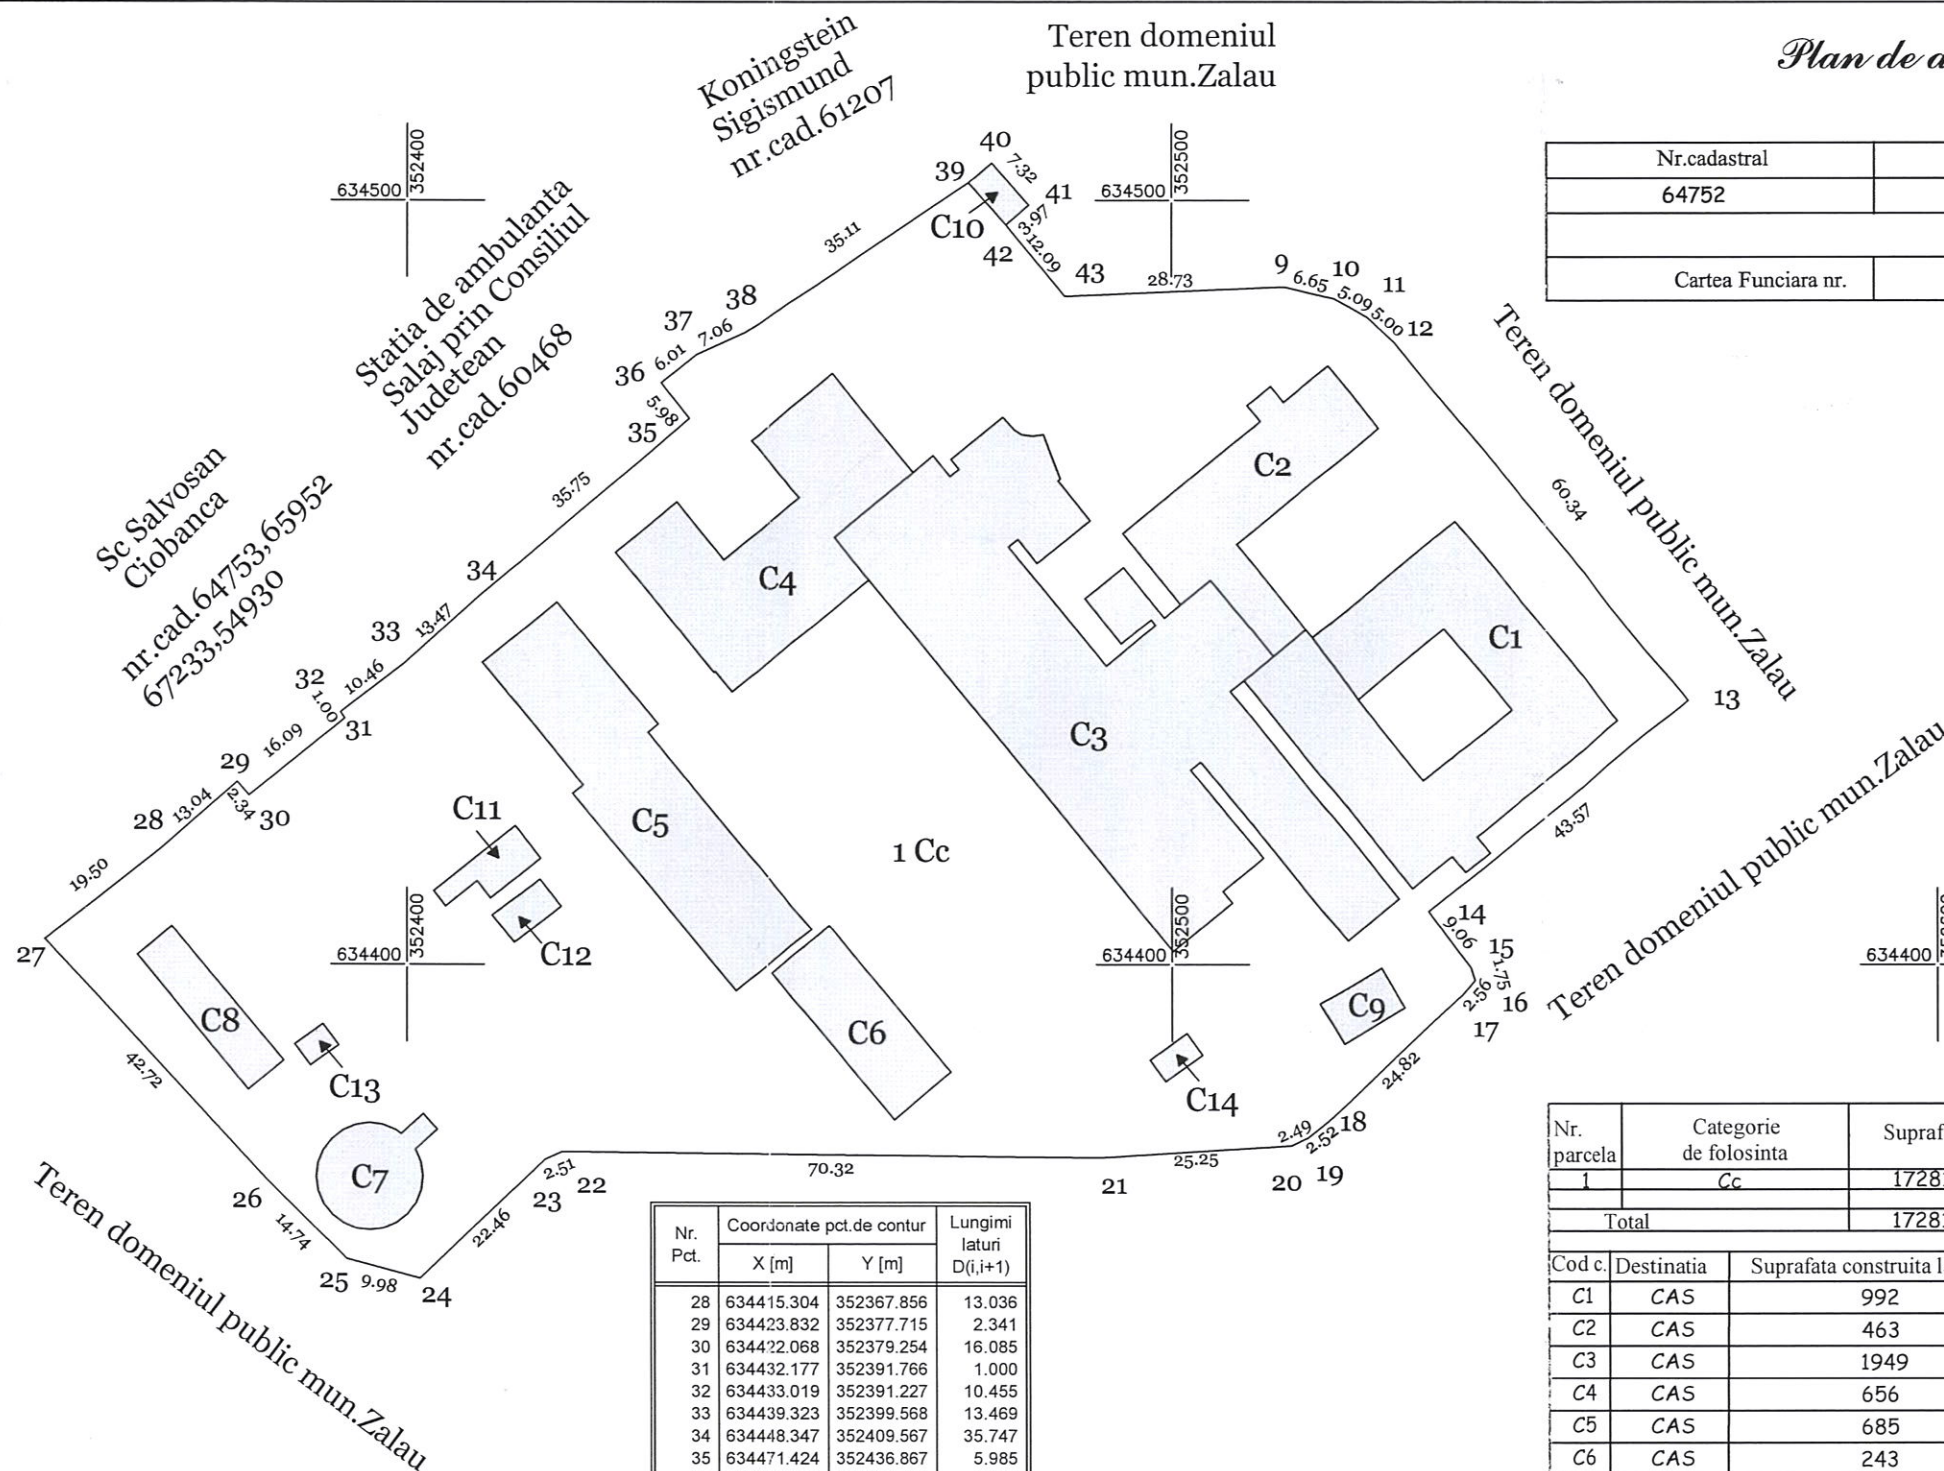 Teren domeniul
public mun.Zalau
Plan de a
Koningstein
Sigismund
nr.cad.61207
Statia de ambulanta
Salaj prin Consiliul
Judetean
nr.cad.60468
Sc Salvosan
Ciobanca
nr.cad.64753,65952
67233,54930
634500
352400
634500
352500
Nr.cadastral
64752
Cartea Funciara nr.
40
7.32
39
41
C10
3.97
42
12.09
43
28.73
9
6.65
10
5.09
11
5.00
12
35.11
38
37
7.06
6.01
36
5.98
35
35.75
34
13.47
33
10.46
32
1.00
31
16.09
29
2.34
30
13.04
28
19.50
27
60.34
Teren domeniul public mun.Zalau
13
43.57
Teren domeniul public mun.Zalau
C2
C1
C4
C3
C5
1 Cc
C11
C12
634400
352400
634400
352500
634400
14
9.06
15
1.75
16
2.56
17
C9
24.82
C8
C13
C7
C6
C14
18
2.52
2.49
19
20
25.25
21
70.32
22
2.51
23
22.46
24
9.98
25
14.74
26
42.72
Teren domeniul public mun.Zalau
Nr. Pct. Coordonate pct.de contur Lungimi laturi D(i,i+1)
X [m] Y [m]
28 634415.304 352367.856 13.036
29 634423.832 352377.715 2.341
30 634422.068 352379.254 16.085
31 634432.177 352391.766 1.000
32 634433.019 352391.227 10.455
33 634439.323 352399.568 13.469
34 634448.347 352409.567 35.747
35 634471.424 352436.867 5.985
Nr. parcela Categorie de folosinta Supraf
1 Cc 1728
Total 1728
Cod c. Destinatia Suprafata construita l
C1 CAS 992
C2 CAS 463
C3 CAS 1949
C4 CAS 656
C5 CAS 685
C6 CAS 243